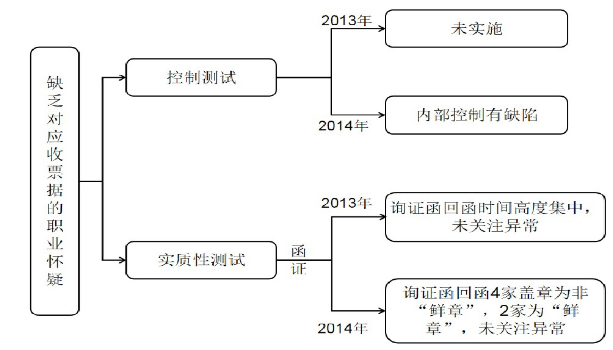 缺乏对应收票据的职业怀疑
控制测试
2013年
未实施
2014年
内部控制有缺陷
实质性测试
函证
2013年
询证函回函时间高度集中，
未关注异常
2014年
询证函回函4家盖章为非
“鲜章”，2家为“鲜
章”，未关注异常